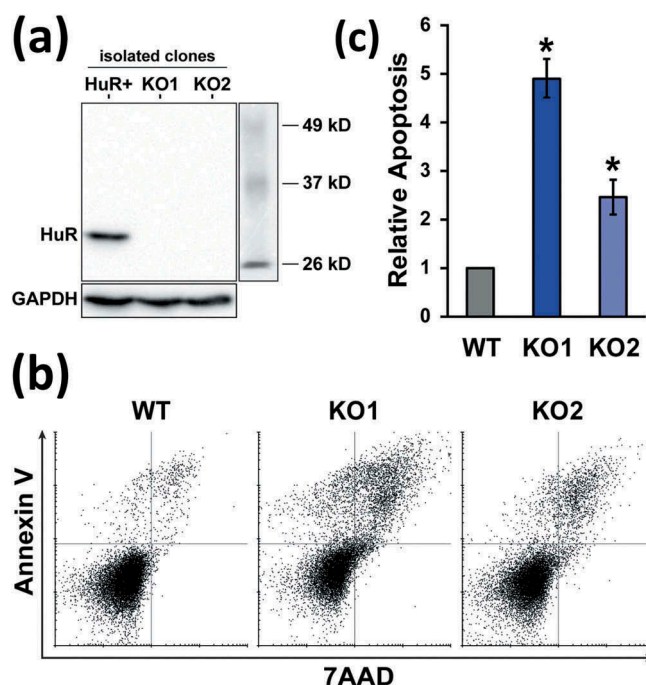 (a)
isolated clones
HuR+ KO1 KO2
49 kD
37 kD
HuR
26 kD
GAPDH
(c)
Relative Apoptosis
6
5
4
3
2
1
0
*
*
WT KO1 KO2
(b)
WT KO1 KO2
Annexin V
7AAD